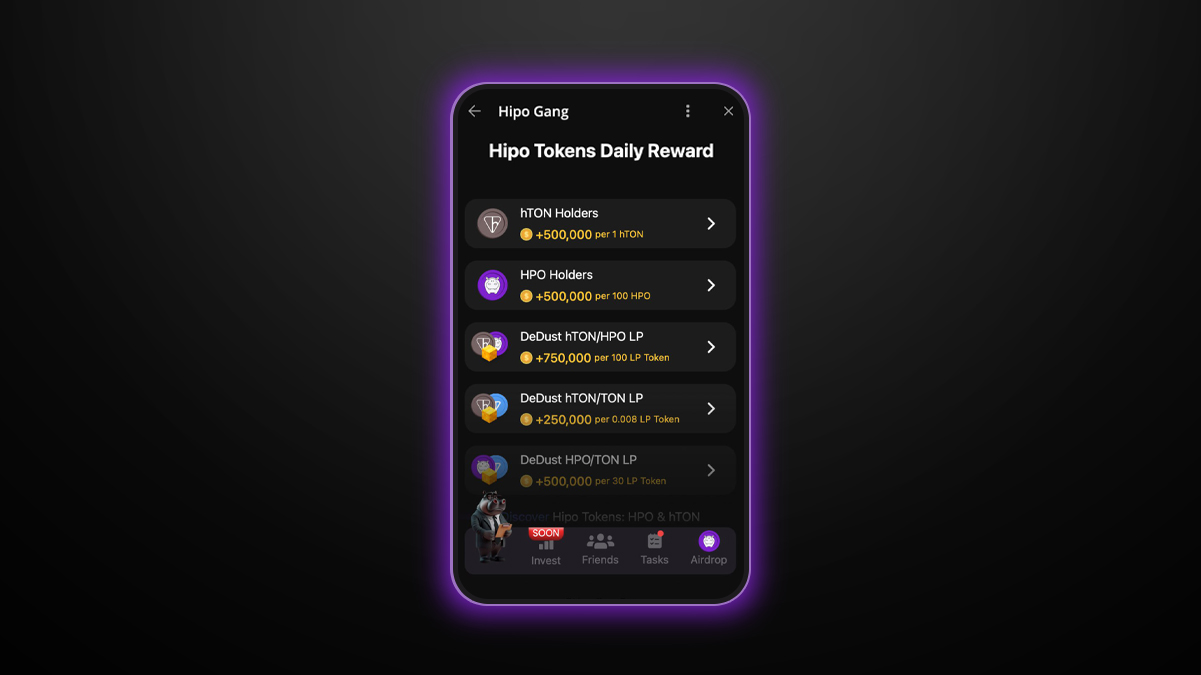 Hipo Gang
Hipo Tokens Daily Reward
hTON Holders
+500,000 per 1 hTON
HPO Holders
+500,000 per 100 HPO
DeDust hTON/HPO LP
+750,000 per 100 LP Token
DeDust hTON/TON LP
+250,000 per 0.008 LP Token
DeDust HPO/TON LP
+500,000 per 30 LP Token
Discover Hipo Tokens: HPO & hTON
SOON
Invest
Friends
Tasks
Airdrop